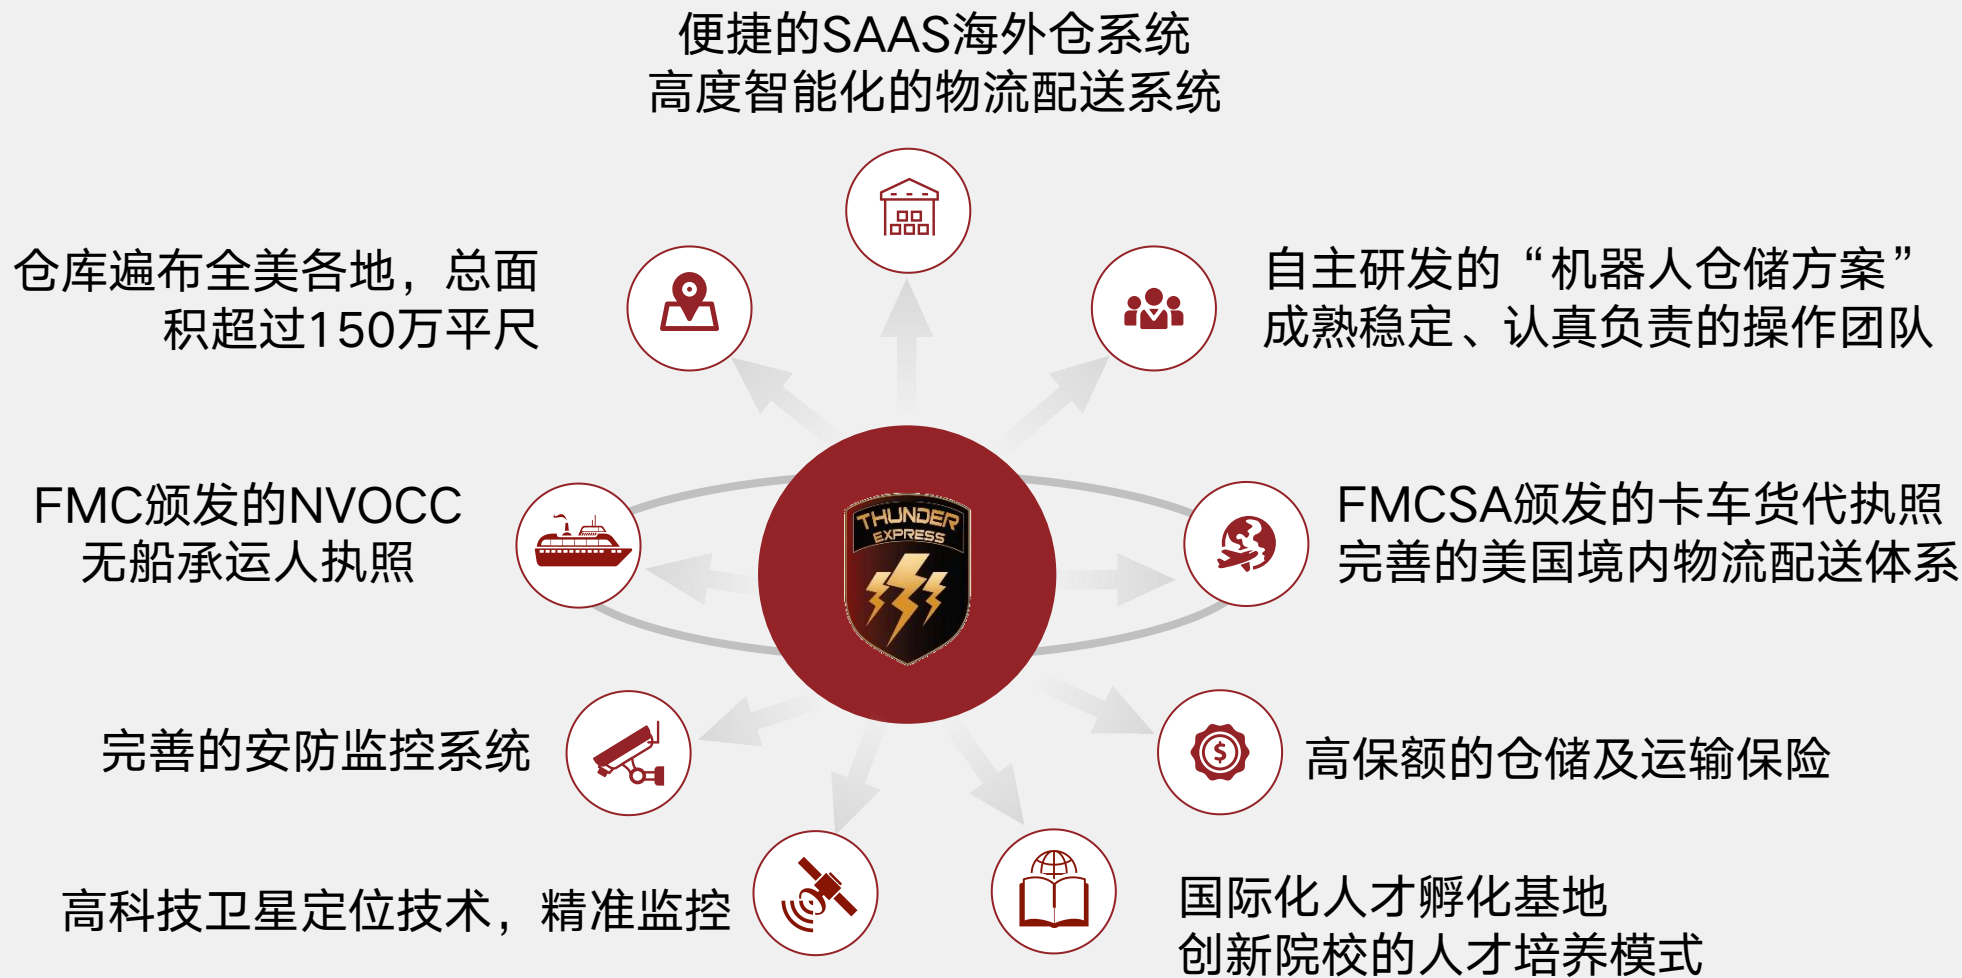 便捷的SAAS海外仓系统
高度智能化的物流配送系统
仓库遍布全美各地，总面
积超过150万平尺
自主研发的“机器人仓储方案”
成熟稳定、认真负责的操作团队
FMC颁发的NVOCC
无船承运人执照
THUNDER
EXPRESS
FMCSA颁发的卡车货代执照
完善的美国境内物流配送体系
完善的安防监控系统
$
高保额的仓储及运输保险
高科技卫星定位技术，精准监控
国际化人才孵化基地
创新院校的人才培养模式